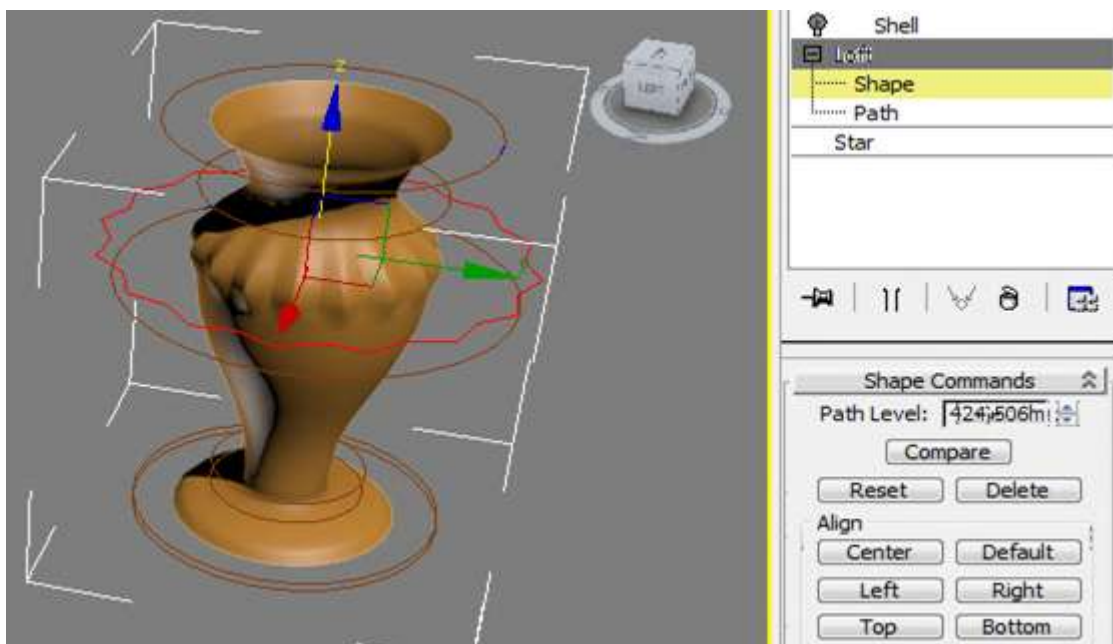 Shell
Loft
Shape
Path
Star
Shape Commands
Path Level:
Compare
Reset Delete
Align
Center Default
Left Right
Top Bottom
z
LEFT